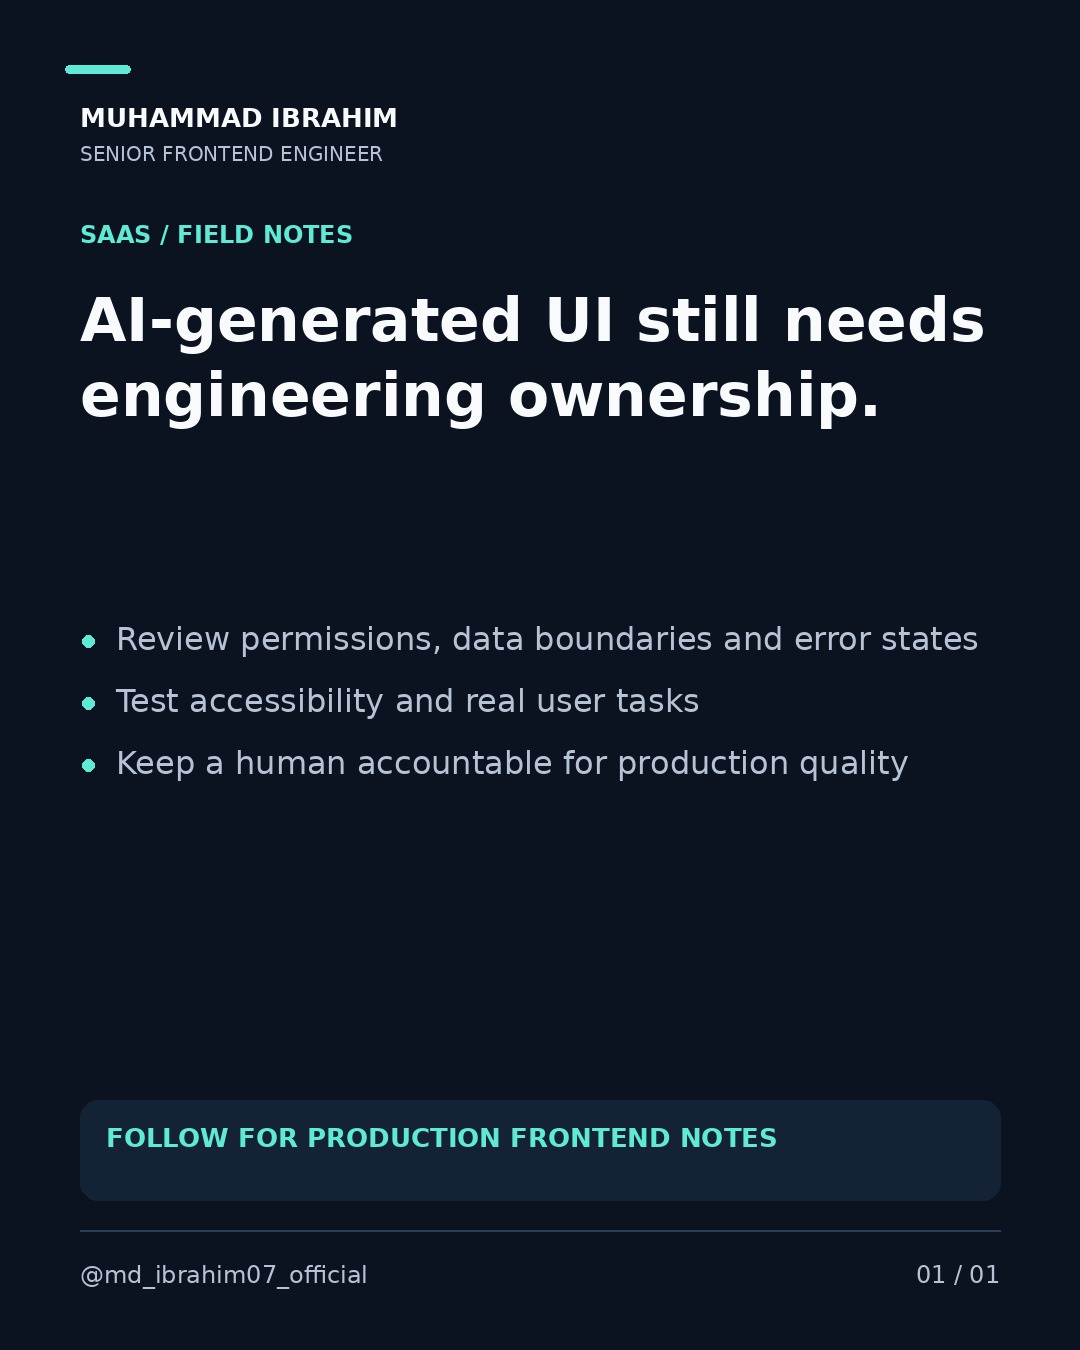 MUHAMMAD IBRAHIM
SENIOR FRONTEND ENGINEER
SAAS / FIELD NOTES
AI-generated UI still needs
engineering ownership.
• Review permissions, data boundaries and error states
• Test accessibility and real user tasks
• Keep a human accountable for production quality
FOLLOW FOR PRODUCTION FRONTEND NOTES
@md_ibrahim07_official
01 / 01